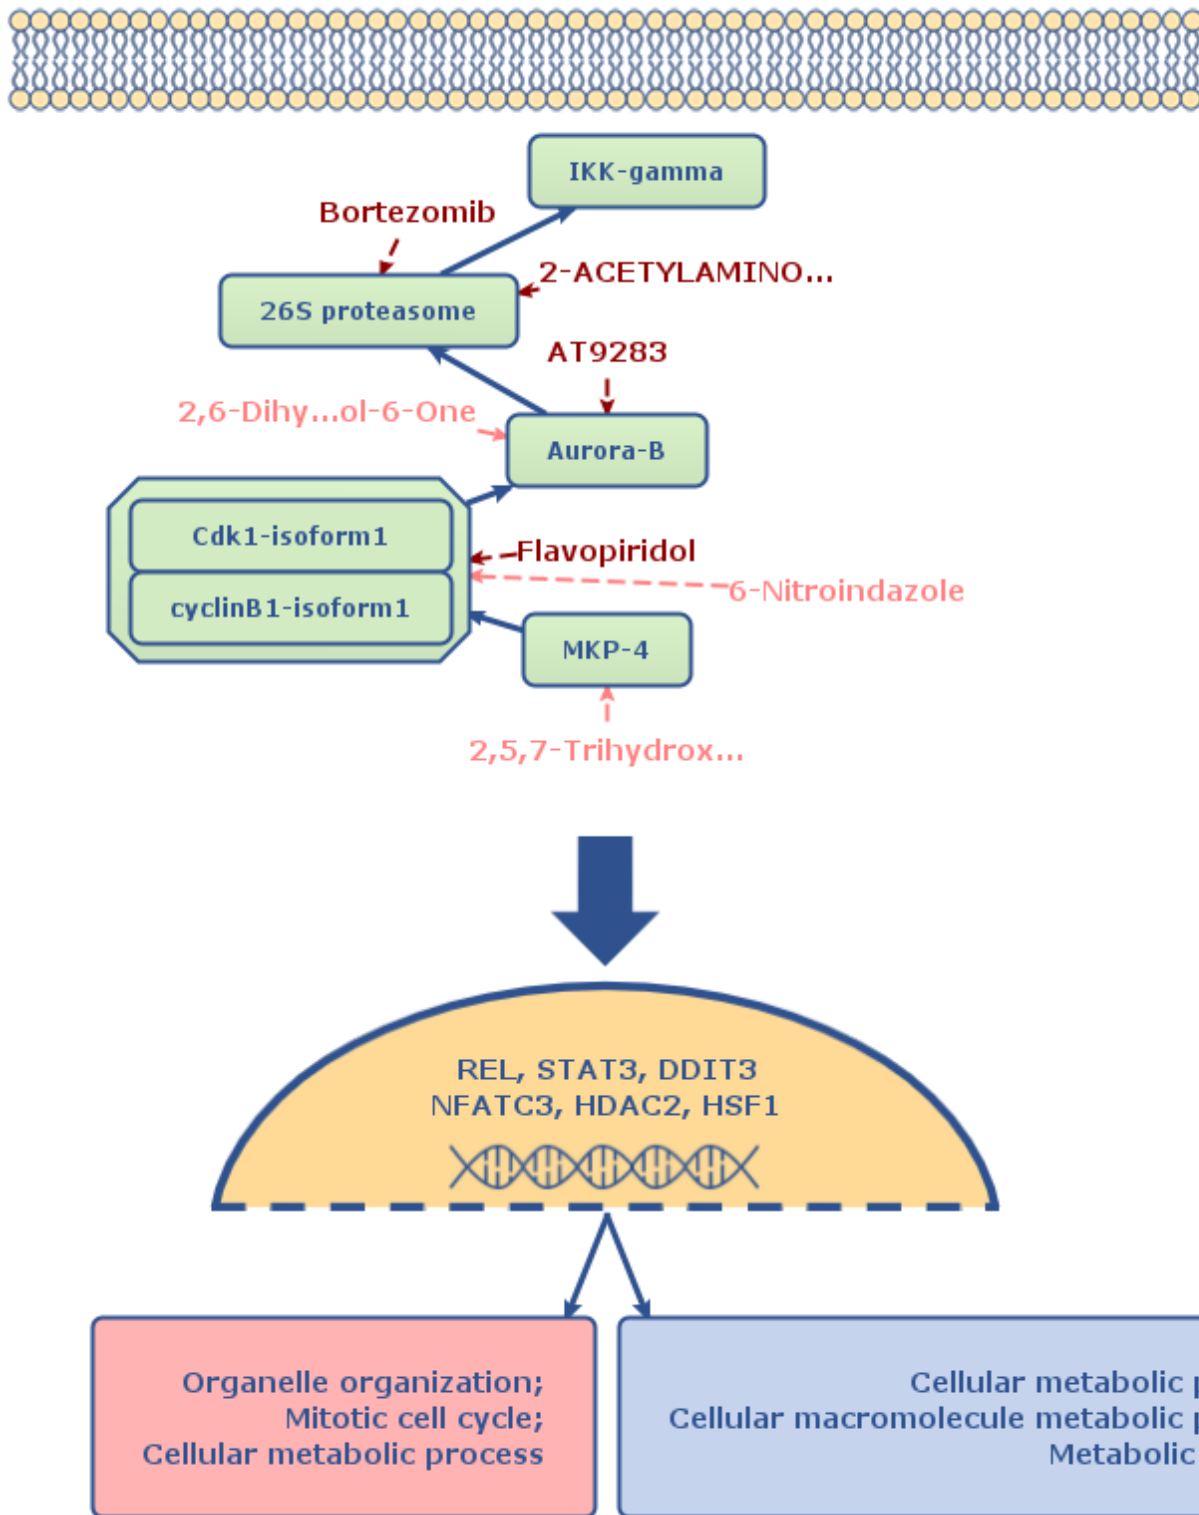 IKK-gamma
Bortezomib
2-ACETYLAMINO...
26S proteasome
AT9283
2,6-Dihy...ol-6-One
Aurora-B
Cdk1-isoform1
Flavopiridol
6-Nitroindazole
cyclinB1-isoform1
MKP-4
2,5,7-Trihydrox...
REL, STAT3, DDIT3
NFATC3, HDAC2, HSF1
Organelle organization;
Mitotic cell cycle;
Cellular metabolic process
Cellular metabolic
Cellular macromolecule metabolic
Metabolic